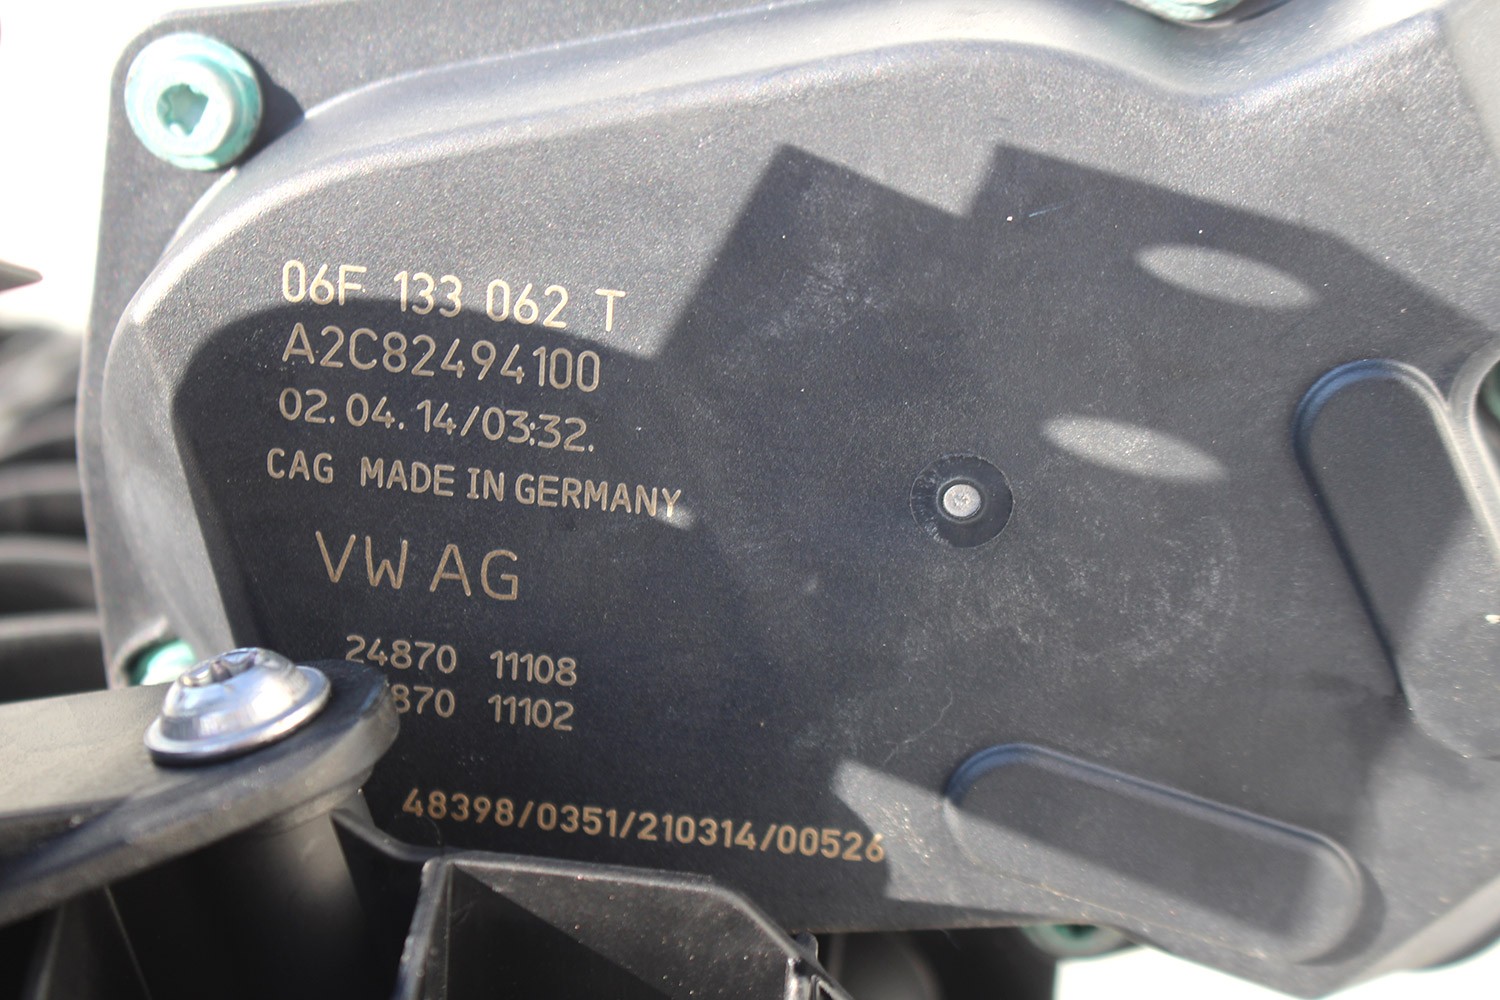 06F 133 062 T
A2C82494100
02.04.14/03:32.
CAG MADE IN GERMANY
VW AG
24870 11108
870 11102
48398/0351/210314/00526